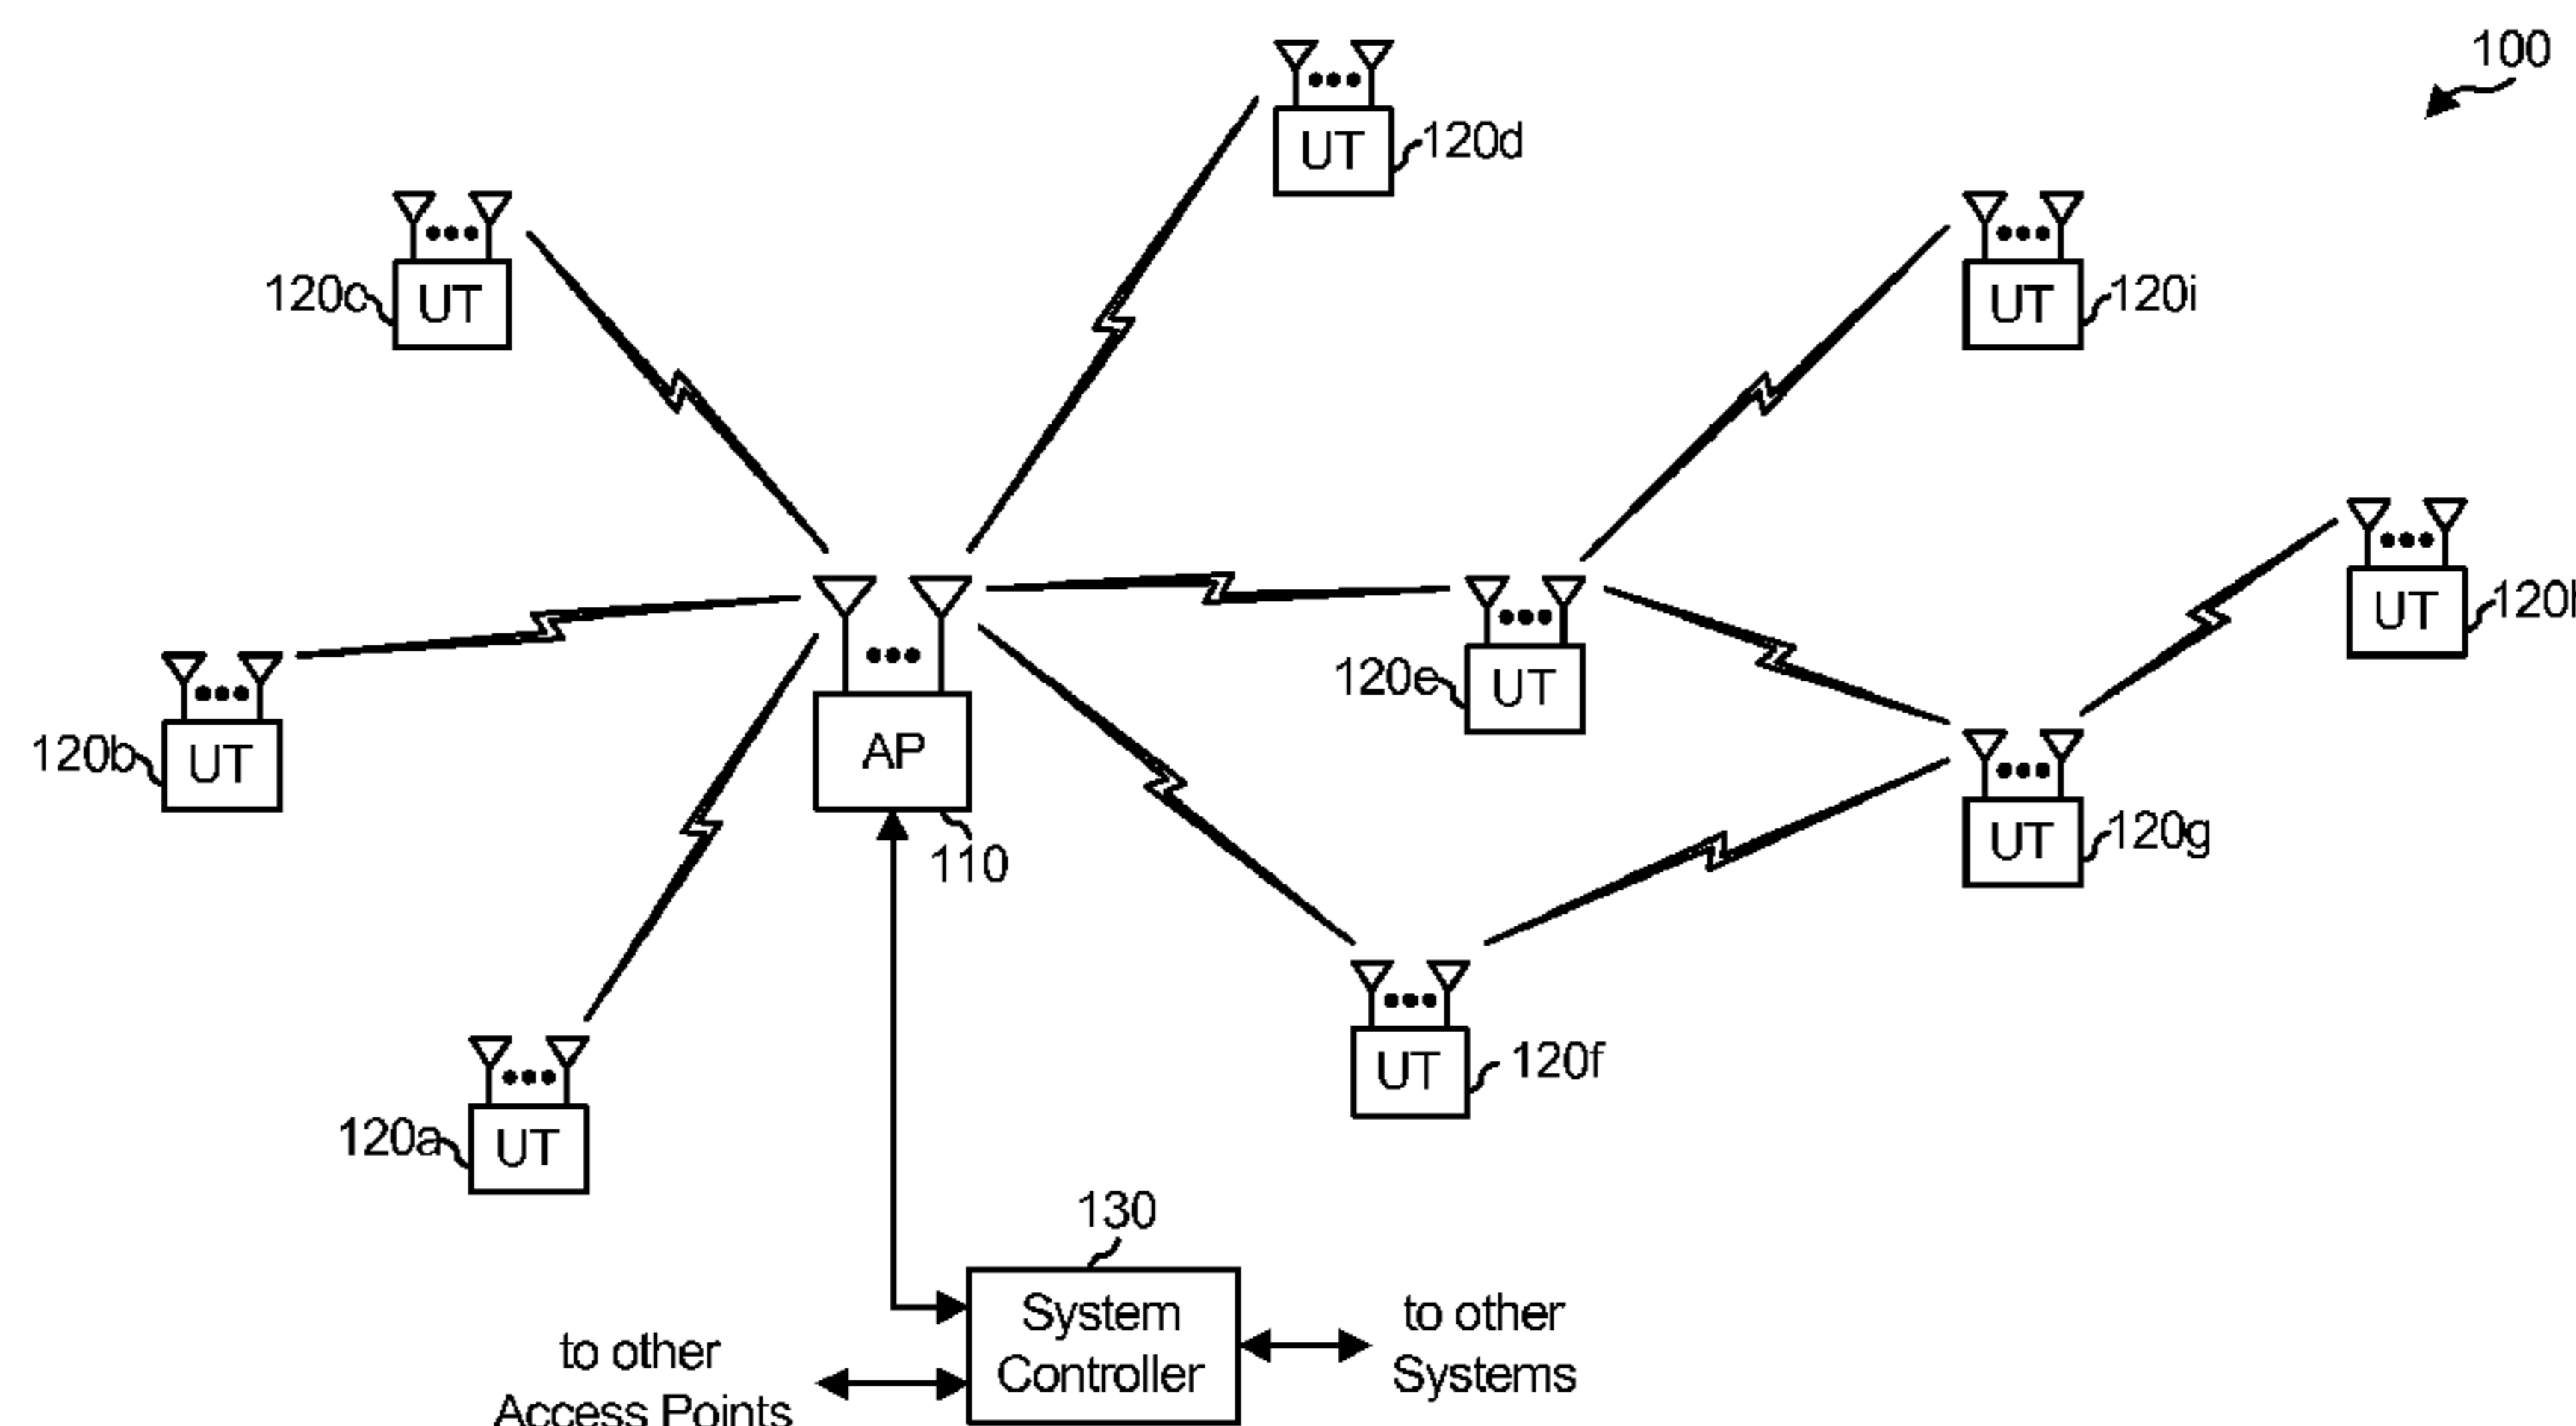 100
UT
120d
120c
UT
UT
120i
UT
120e
UT
120b
UT
AP
110
UT
120g
120a
UT
UT
120f
130
System
Controller
to other
Access Points
to other
Systems